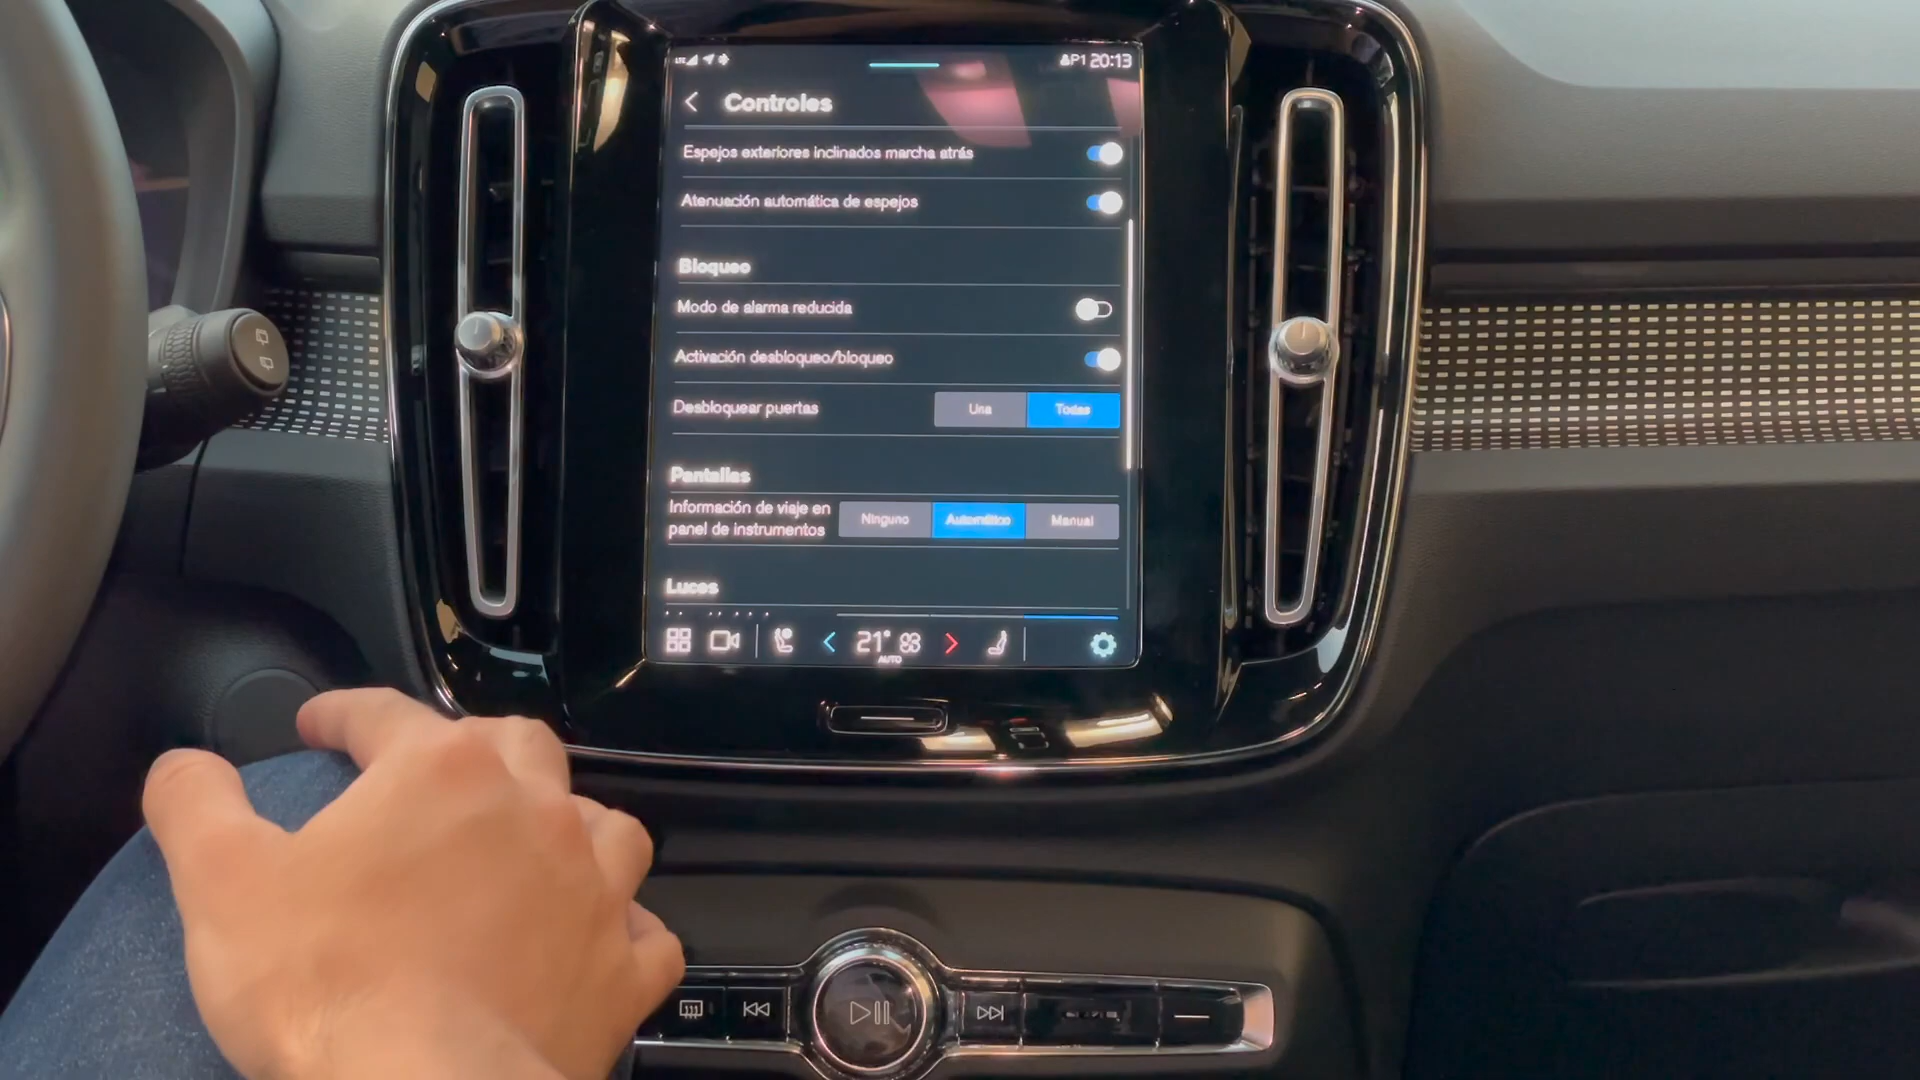 LTE P1 20:13
Controles
Espejos exteriores inclinados marcha atrás
Atenuación automática de espejos
Bloqueo
Modo de alarma reducida
Activación desbloqueo/bloqueo
Desbloquear puertas Una Todas
Pantallas
Información de viaje en
panel de instrumentos
Ninguno Automático Manual
Luces
21°
AUTO